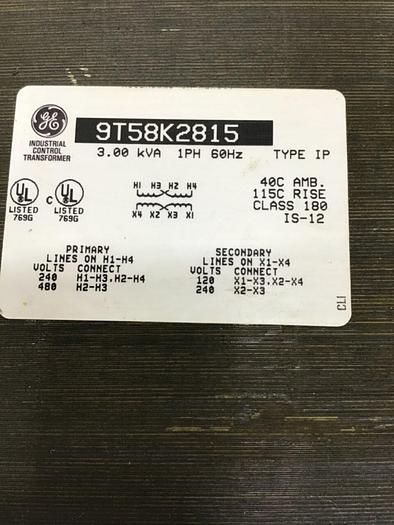 GE
INDUSTRIAL
CONTROL
TRANSFORMER
9T58K2815
3.00 kVA 1PH 60Hz TYPE IP
UL
LISTED
769G
C UL
LISTED
769G
H1 H3 H2 H4
X4 X2 X3 X1
40C AMB.
115C RISE
CLASS 180
IS-12
PRIMARY
LINES ON H1-H4
VOLTS CONNECT
240 H1-H3,H2-H4
480 H2-H3
SECONDARY
LINES ON X1-X4
VOLTS CONNECT
120 X1-X3,X2-X4
240 X2-X3
CLI